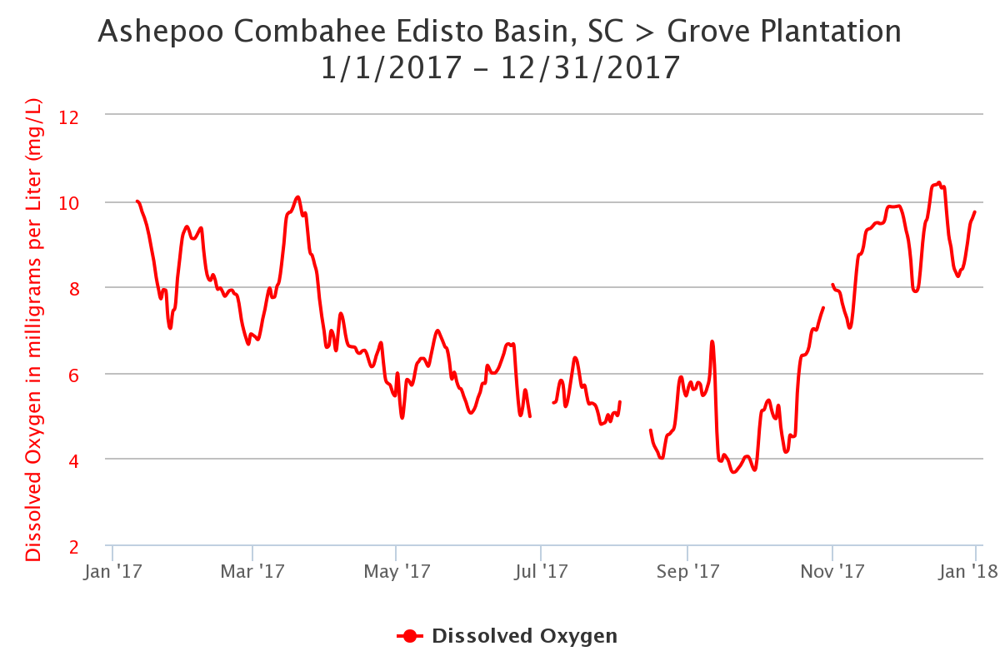 Ashepoo Combahee Edisto Basin, SC > Grove Plantation
1/1/2017 – 12/31/2017
Dissolved Oxygen in milligrams per Liter (mg/L)
12
10
8
6
4
2
Jan '17
Mar '17
May '17
Jul '17
Sep '17
Nov '17
Jan '18
Dissolved Oxygen